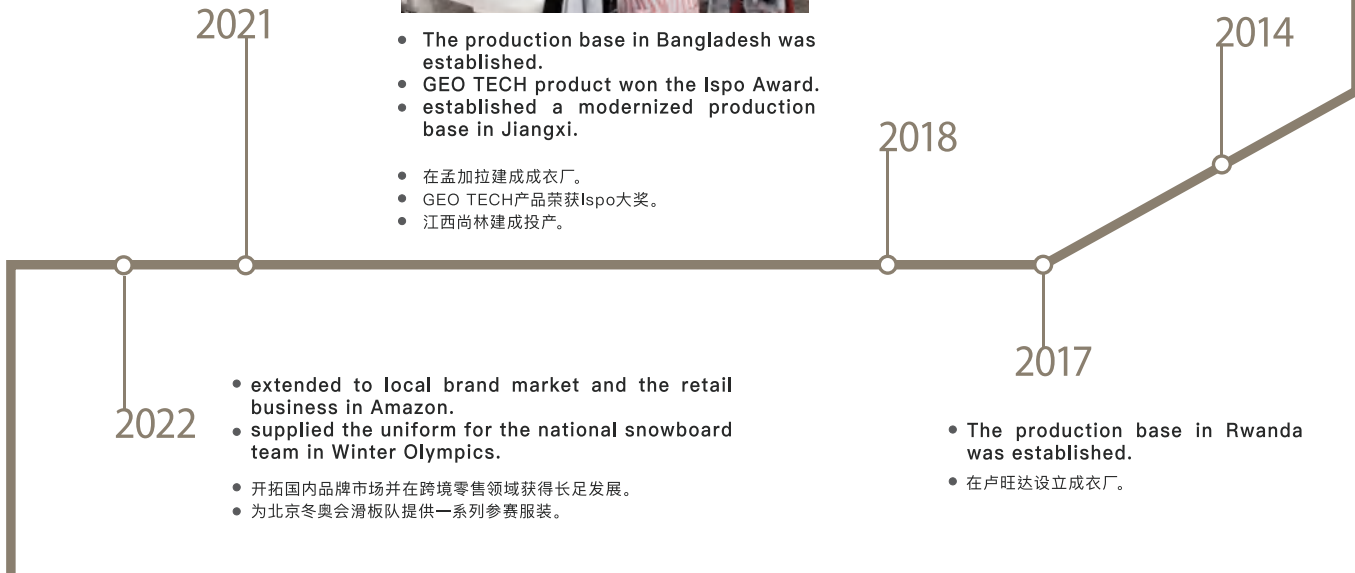 2021
• The production base in Bangladesh was
established.
• GEO TECH product won the Ispo Award.
• established a modernized production
base in Jiangxi.
• 在孟加拉建成成衣厂。
• GEO TECH产品荣获Ispo大奖。
• 江西尚林建成投产。
2014
2018
2022
• extended to local brand market and the retail
business in Amazon.
• supplied the uniform for the national snowboard
team in Winter Olympics.
• 开拓国内品牌市场并在跨境零售领域获得长足发展。
• 为北京冬奥会滑板队提供一系列参赛服装。
2017
• The production base in Rwanda
was established.
• 在卢旺达设立成衣厂。